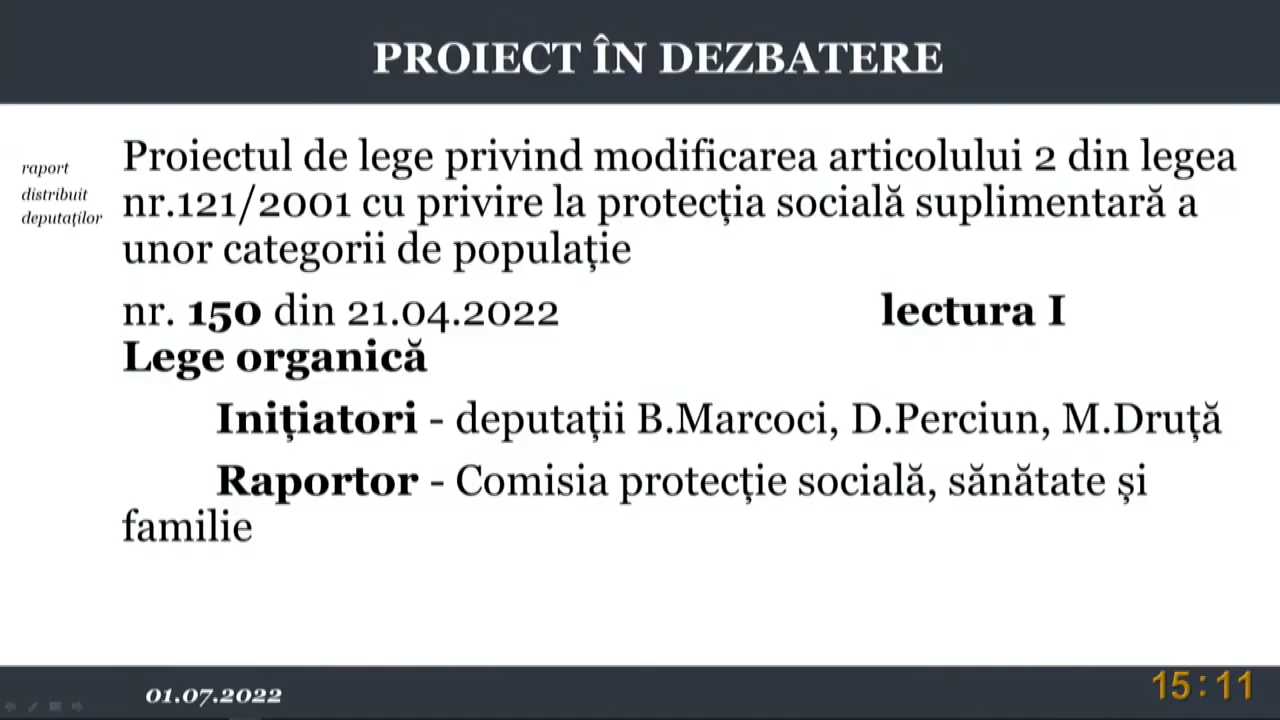 PROIECT ÎN DEZBATERE
raport
distribuit
deputaților
Proiectul de lege privind modificarea articolului 2 din legea
nr.121/2001 cu privire la protecția socială suplimentară a
unor categorii de populație
nr. 150 din 21.04.2022 lectura I
Lege organică
Inițiatori - deputații B.Marcoci, D.Perciun, M.Druță
Raportor - Comisia protecție socială, sănătate și
familie
01.07.2022
15:11